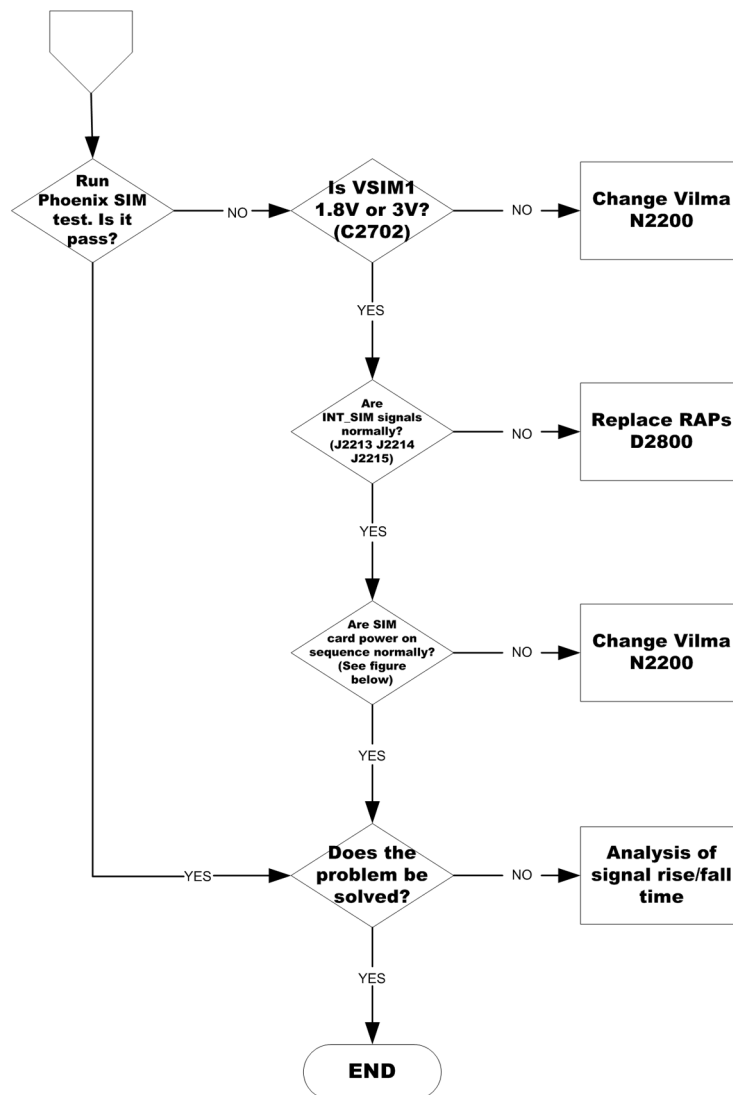 Run
Phoenix SIM
test. Is it
pass?
NO
Is VSIM1
1.8V or 3V?
(C2702)
NO
Change Vilma
N2200
YES
Are
INT_SIM signals
normally?
(J2213 J2214
J2215)
NO
Replace RAPs
D2800
YES
Are SIM
card power on
sequence normally?
(See figure
below)
NO
Change Vilma
N2200
YES
YES
Does the
problem be
solved?
NO
Analysis of
signal rise/fall
time
YES
END